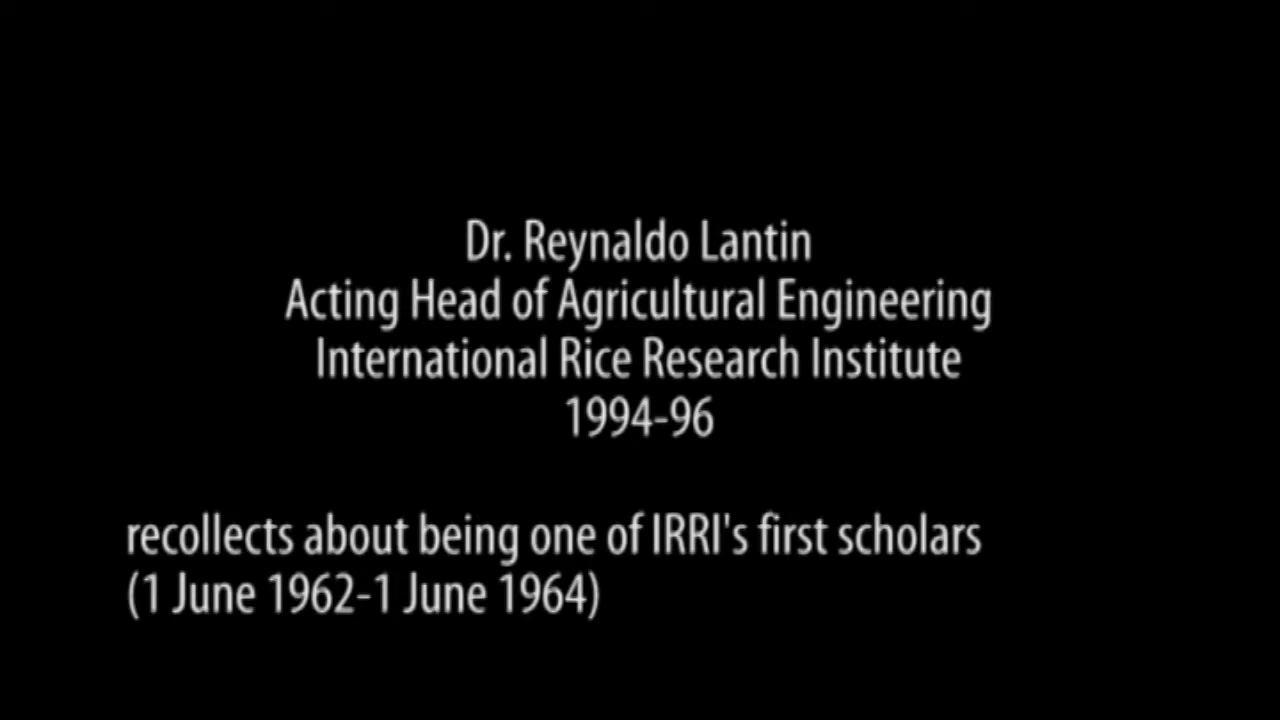 Dr. Reynaldo Lantin
Acting Head of Agricultural Engineering
International Rice Research Institute
1994-96
recollects about being one of IRRI's first scholars
(1 June 1962-1 June 1964)